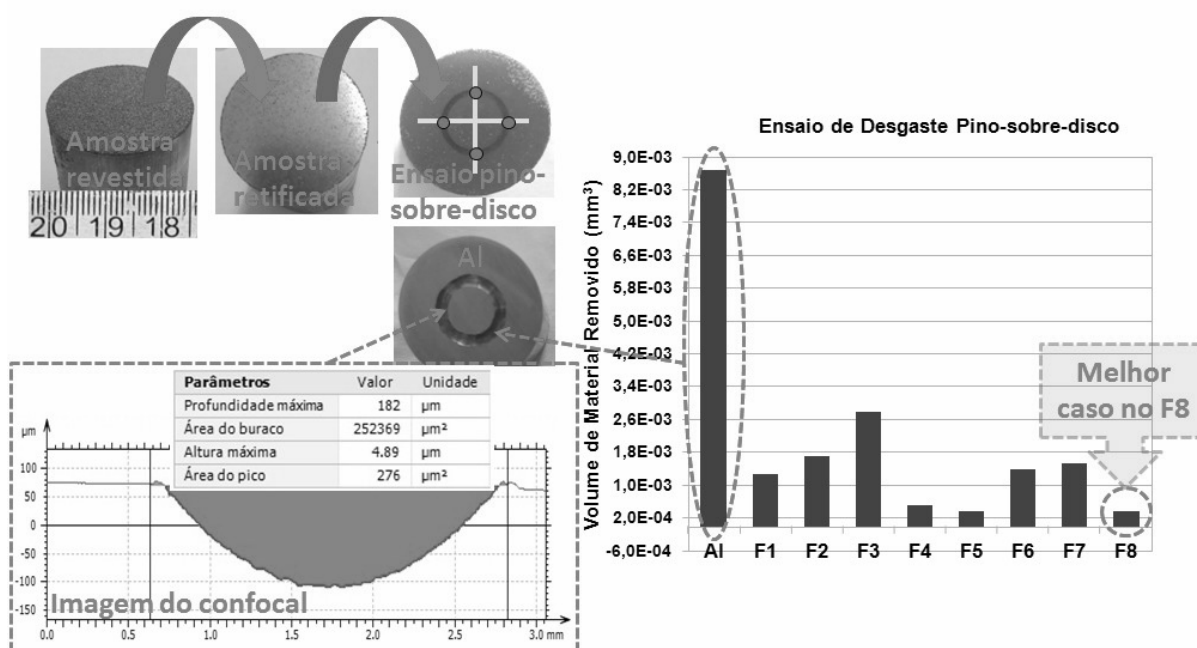 Amostra
revestida
20 19 18
Amostra
retificada
Ensaio pino-
sobre-disco
Al
Parâmetros Valor Unidade
Profundidade máxima 182 µm
Área do buraco 252369 µm²
Altura máxima 4.89 µm
Área do pico 276 µm²
µm
100
50
0
-50
-100
-150
Imagem do confocal
0.0 0.5 1.0 1.5 2.0 2.5 3.0 mm
Ensaio de Desgaste Pino-sobre-disco
Volume de Material Removido (mm³)
9,0E-03
8,2E-03
7,4E-03
6,6E-03
5,8E-03
5,0E-03
4,2E-03
3,4E-03
2,6E-03
1,8E-03
1,0E-03
2,0E-04
-6,0E-04
Al F1 F2 F3 F4 F5 F6 F7 F8
Melhor
caso no F8